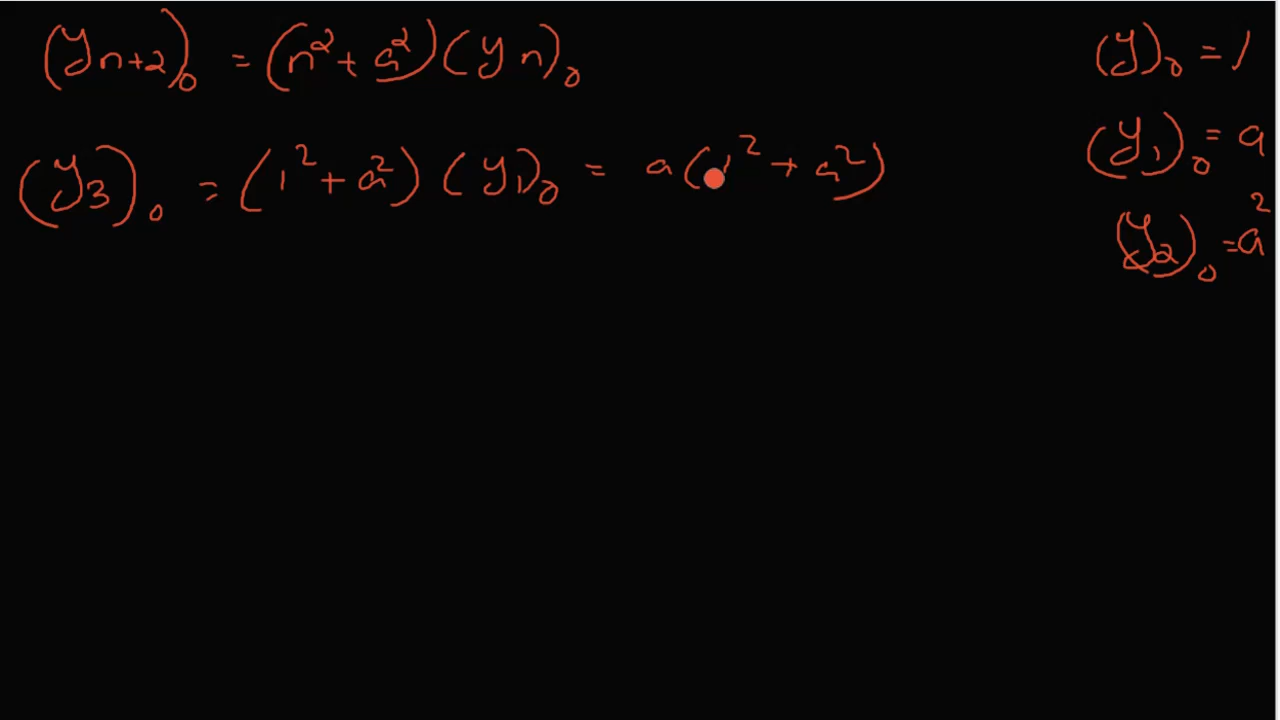 (yn+2)₀ = (n² + a²)(yn)₀
(y)₀ = 1
(y₁)₀ = a
(y₃)₀ = (1² + a²)(y₁)₀ = a(1² + a²)
(y₂)₀ = a²